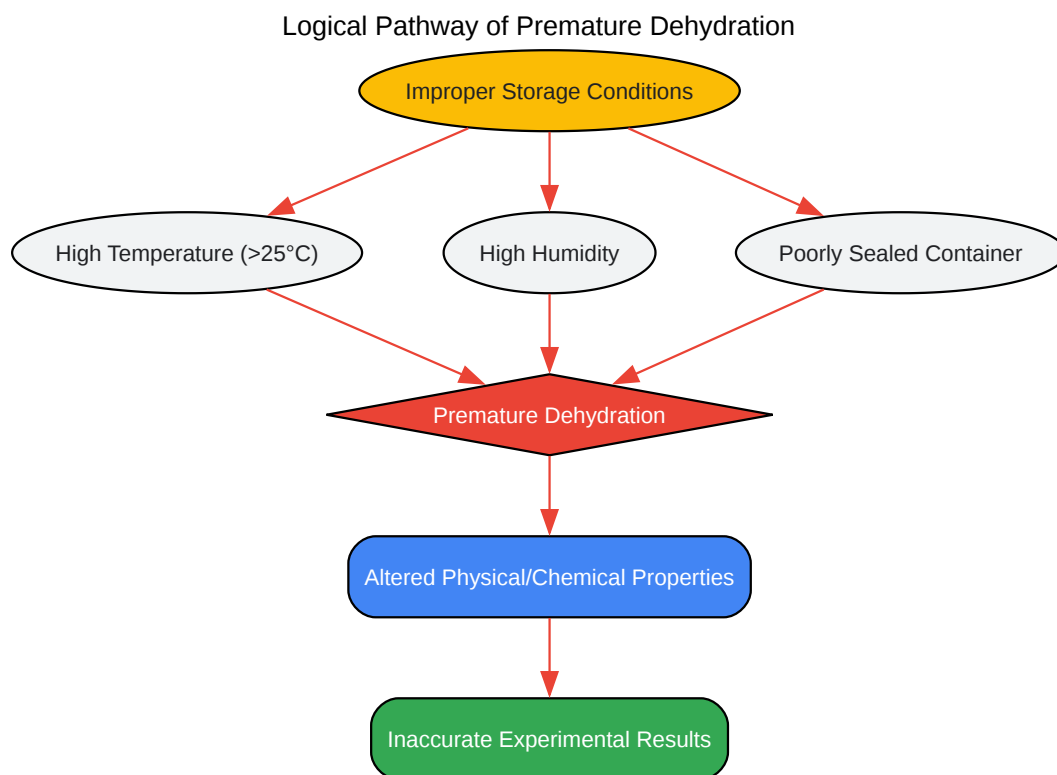 Logical Pathway of Premature Dehydration
Improper Storage Conditions
High Temperature (>25°C)
High Humidity
Poorly Sealed Container
Premature Dehydration
Altered Physical/Chemical Properties
Inaccurate Experimental Results